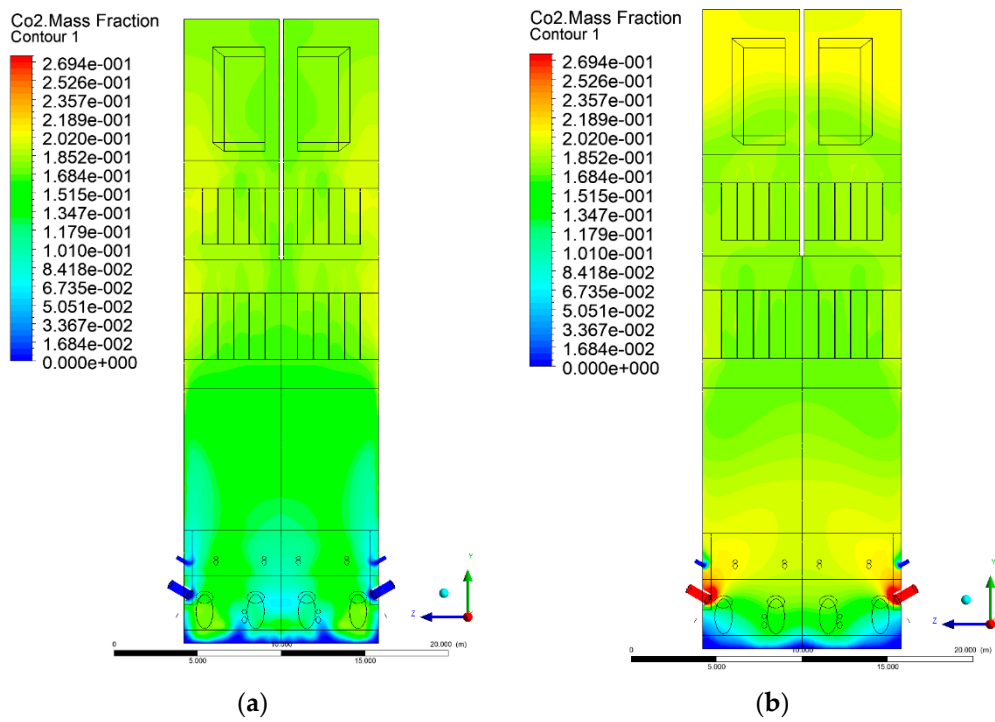 Co2.Mass Fraction
Contour 1
2.694e-001
2.526e-001
2.357e-001
2.189e-001
2.020e-001
1.852e-001
1.684e-001
1.515e-001
1.347e-001
1.179e-001
1.010e-001
8.418e-002
6.735e-002
5.051e-002
3.367e-002
1.684e-002
0.000e+000
Y
Z
0
10.000
20.000 (m)
5.000
15.000
(a)
Co2.Mass Fraction
Contour 1
2.694e-001
2.526e-001
2.357e-001
2.189e-001
2.020e-001
1.852e-001
1.684e-001
1.515e-001
1.347e-001
1.179e-001
1.010e-001
8.418e-002
6.735e-002
5.051e-002
3.367e-002
1.684e-002
0.000e+000
Y
Z
0
10.000
20.000 (m)
5.000
15.000
(b)